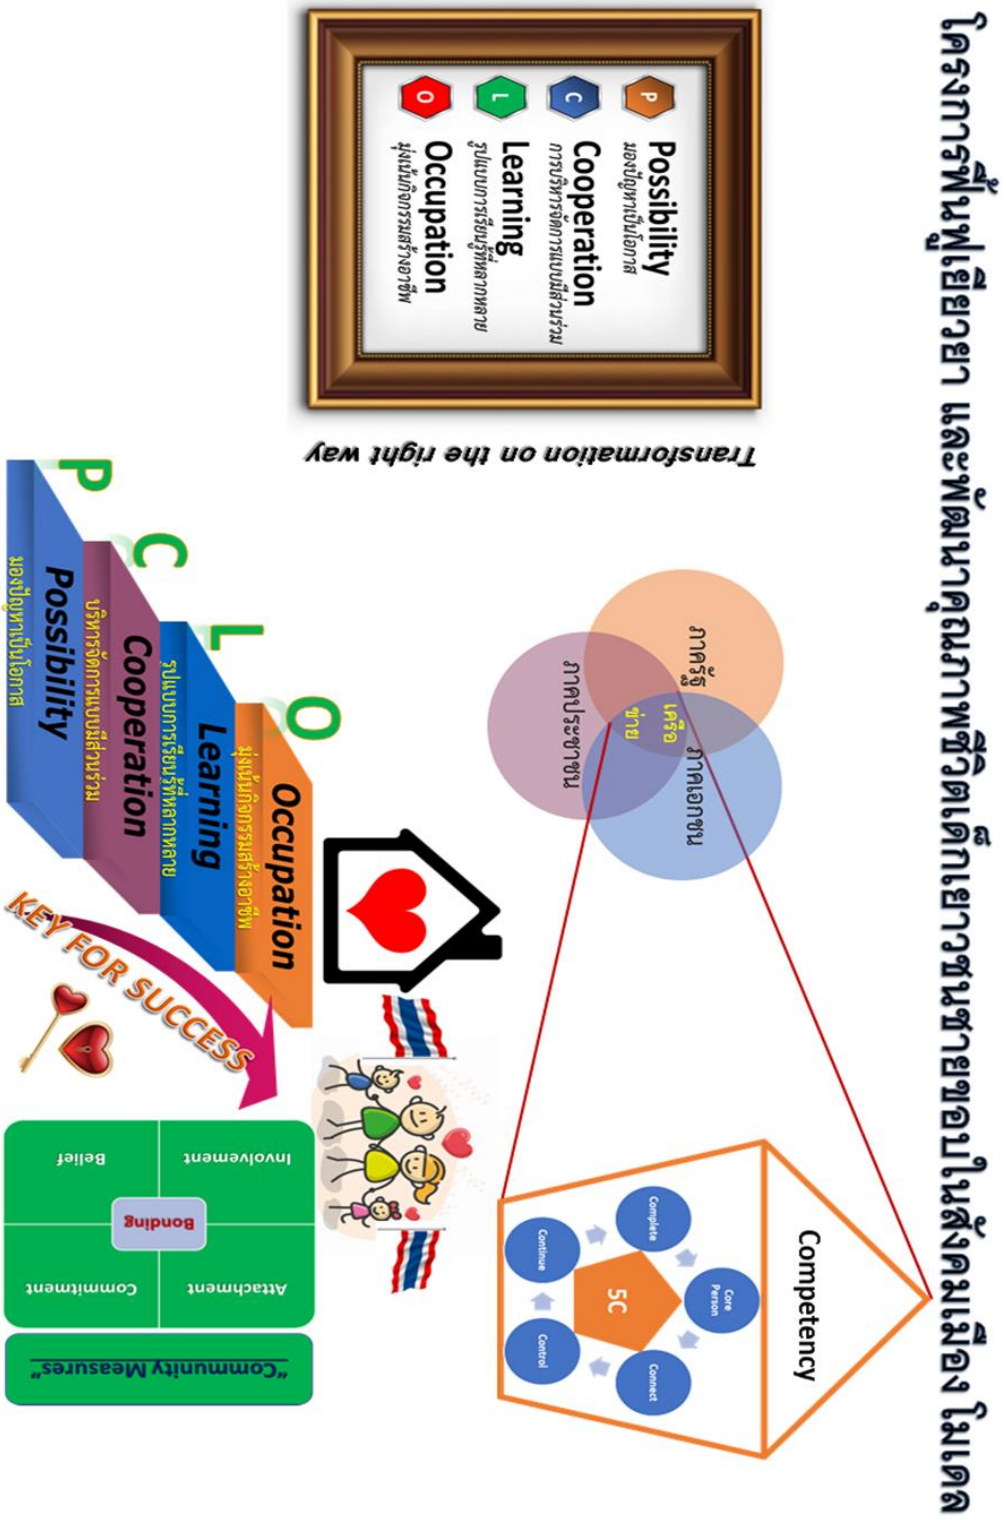 โครงการฟื้นฟูเยียวยา และพัฒนาคุณภาพชีวิตเด็กเยาวชนชายขอบในสังคมเมือง โมเดล
P
Possibility
มองปัญหาเป็นโอกาส
C
Cooperation
การบริหารจัดการแบบมีส่วนร่วม
L
Learning
รูปแบบการเรียนรู้ที่หลากหลาย
O
Occupation
มุ่งเน้นกิจกรรมสร้างอาชีพ
Transformation on the right way
ภาครัฐ
ภาคเอกชน
เครือ
ข่าย
ภาคประชาชน
Competency
Core
Person
Complete
Connect
5C
Continue
Control
O
Occupation
มุ่งเน้นกิจกรรมสร้างอาชีพ
L
Learning
รูปแบบการเรียนรู้ที่หลากหลาย
C
Cooperation
บริหารจัดการแบบมีส่วนร่วม
P
Possibility
มองปัญหาเป็นโอกาส
KEY FOR SUCCESS
"Community Measures"
Attachment
Involvement
Bonding
Commitment
Belief